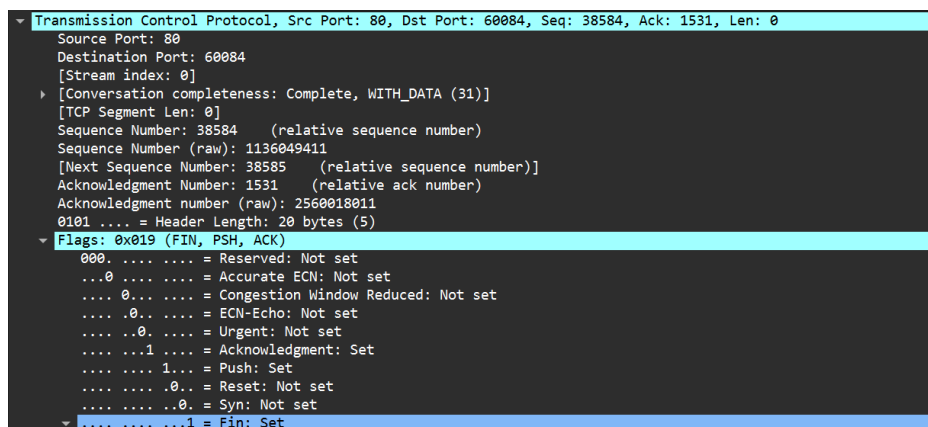 Transmission Control Protocol, Src Port: 80, Dst Port: 60084, Seq: 38584, Ack: 1531, Len: 0
Source Port: 80
Destination Port: 60084
[Stream index: 0]
[Conversation completeness: Complete, WITH_DATA (31)]
[TCP Segment Len: 0]
Sequence Number: 38584    (relative sequence number)
Sequence Number (raw): 1136049411
[Next Sequence Number: 38585    (relative sequence number)]
Acknowledgment Number: 1531    (relative ack number)
Acknowledgment number (raw): 2560018011
0101 .... = Header Length: 20 bytes (5)
Flags: 0x019 (FIN, PSH, ACK)
000. .... .... = Reserved: Not set
...0 .... .... = Accurate ECN: Not set
.... 0... .... = Congestion Window Reduced: Not set
.... .0.. .... = ECN-Echo: Not set
.... ..0. .... = Urgent: Not set
.... ...1 .... = Acknowledgment: Set
.... .... 1... = Push: Set
.... .... .0.. = Reset: Not set
.... .... ..0. = Syn: Not set
.... .... ...1 = Fin: Set